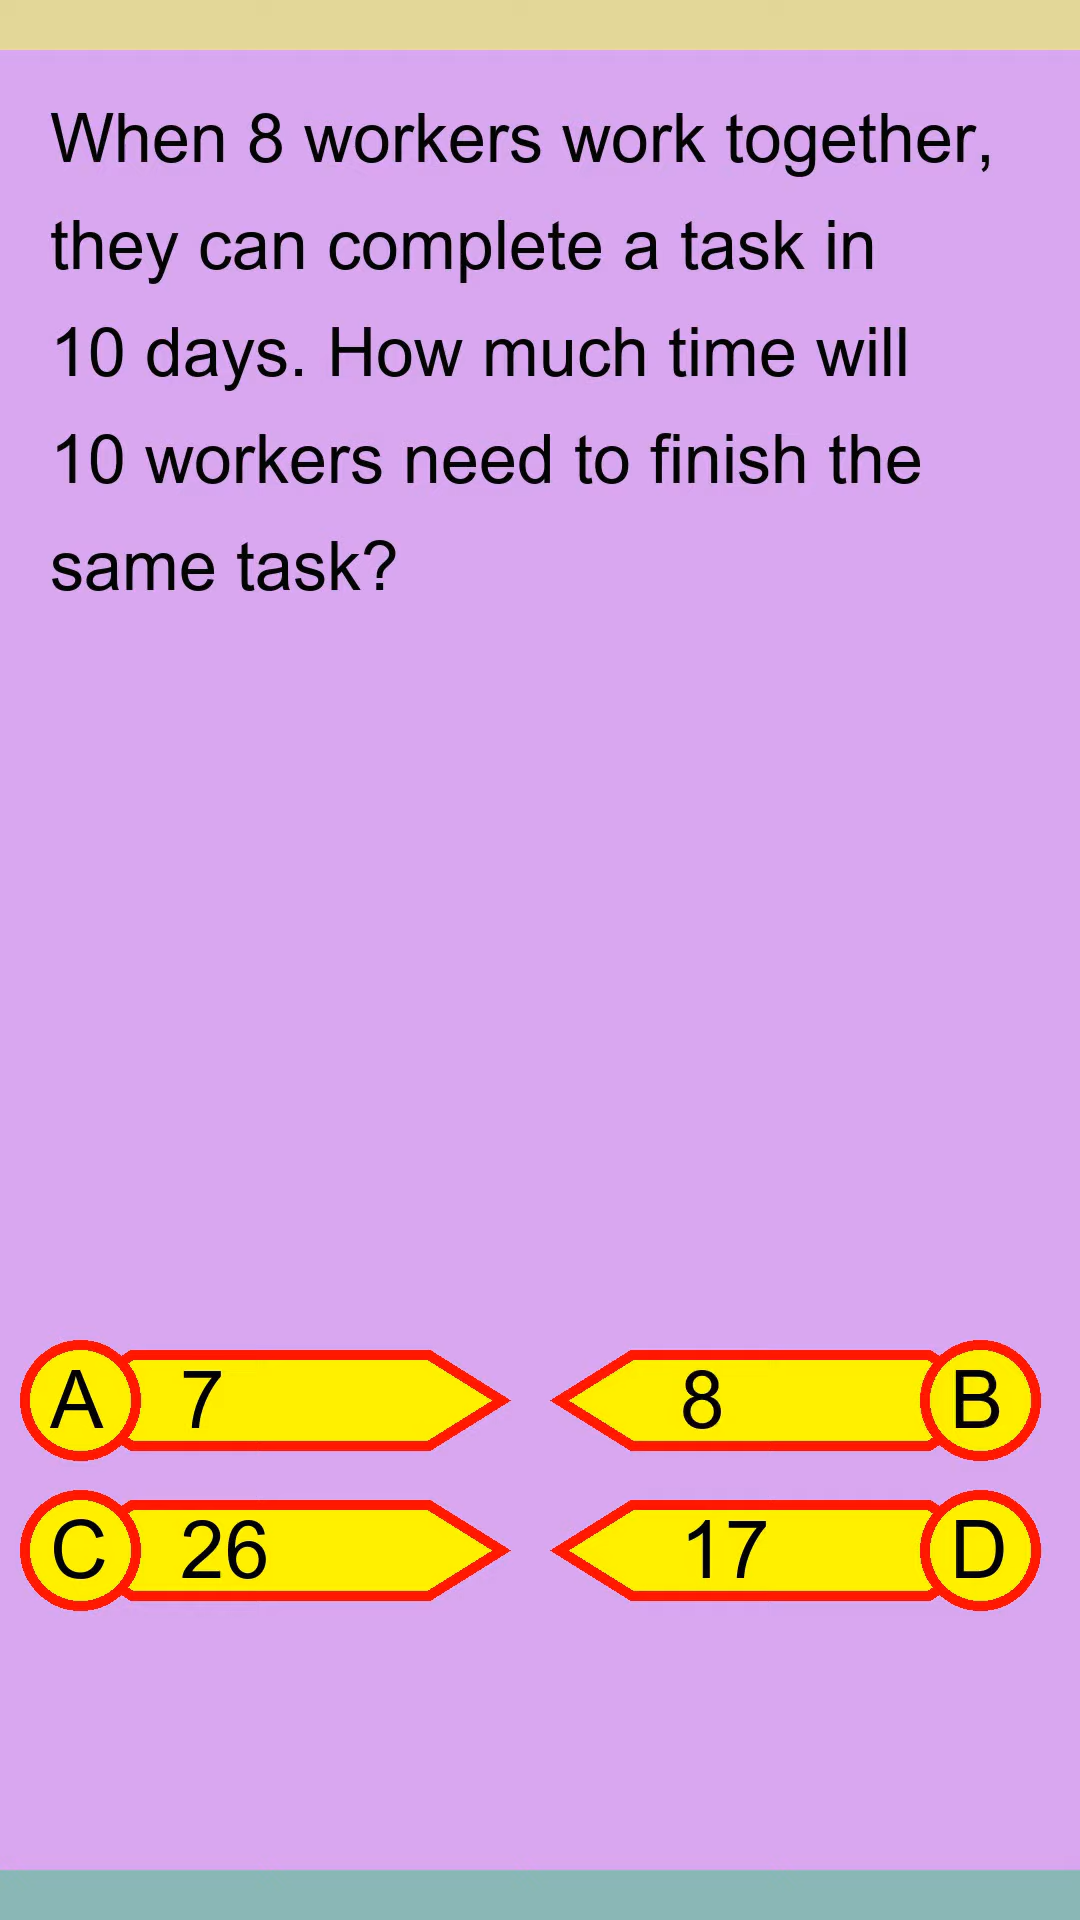 When 8 workers work together,
they can complete a task in
10 days. How much time will
10 workers need to finish the
same task?
A 7
8 B
C 26
17 D